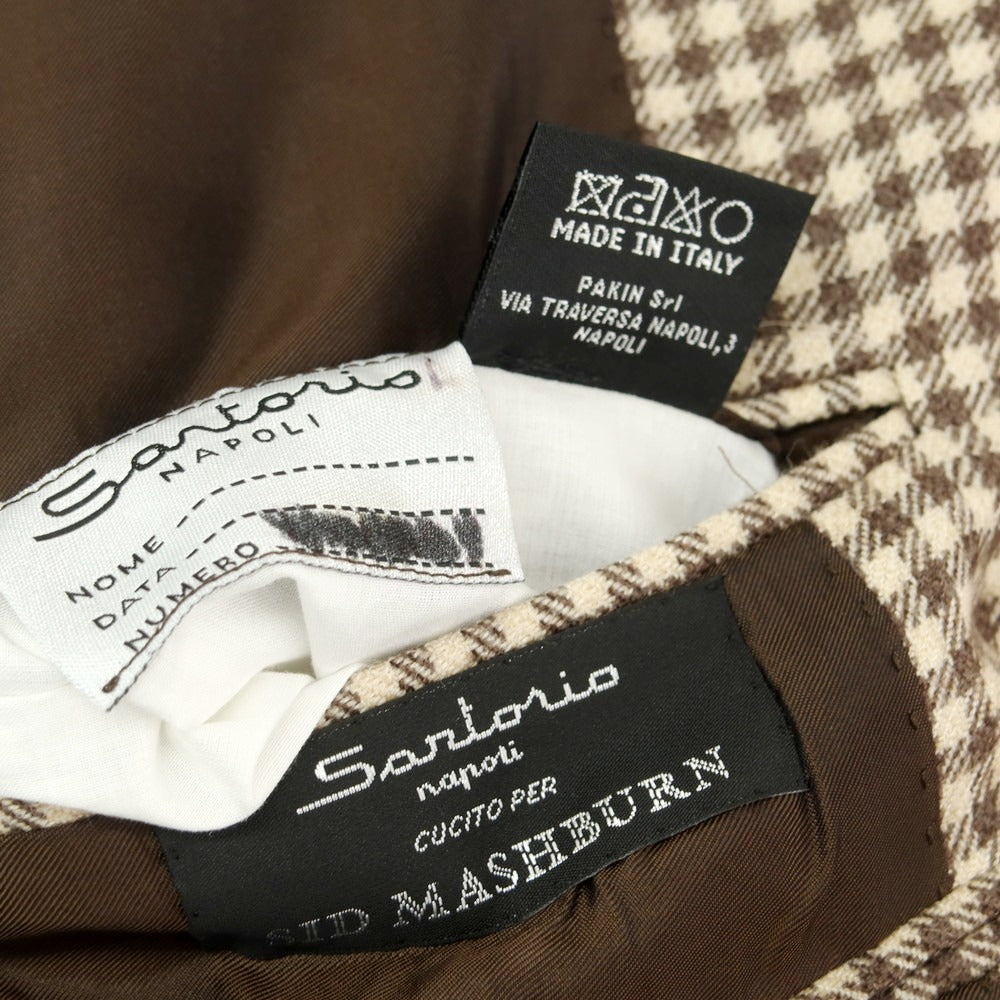 MADE IN ITALY
PAKIN Srl
VIA TRAVERSA NAPOLI,3
NAPOLI
Sartorio
NAPOLI
NOME
DATA
NUMERO
Sartorio
napoli
CUCITO PER
SID MASHBURN